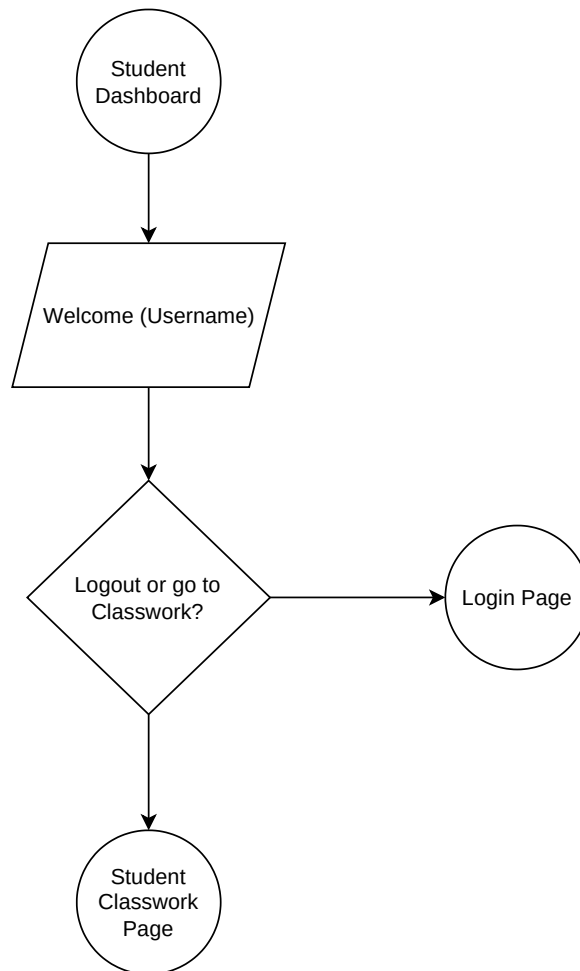 Student
Dashboard
Welcome (Username)
Logout or go to
Classwork?
Login Page
Student
Classwork
Page